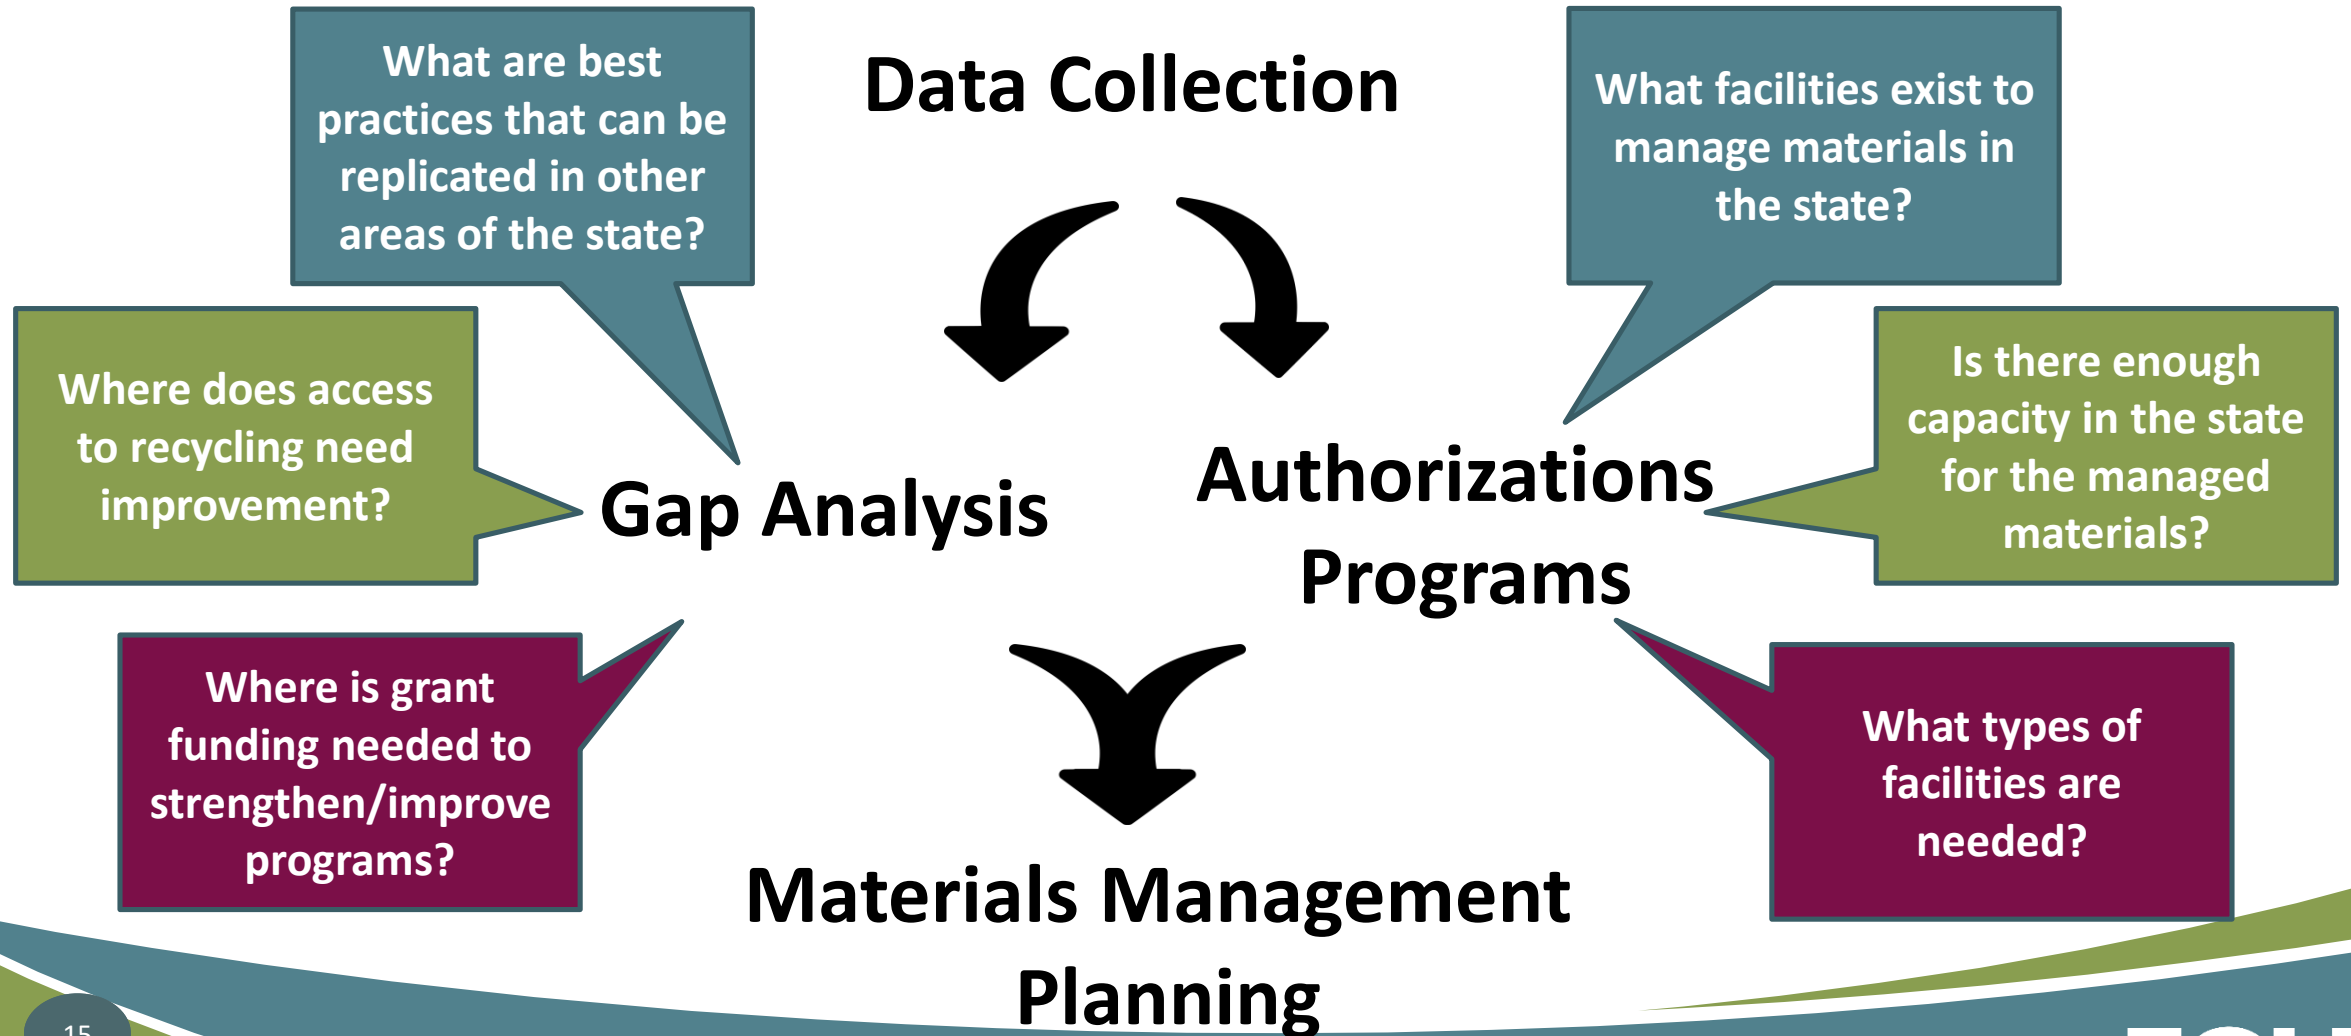 Data Collection
What are best
practices that can be
replicated in other
areas of the state?
What facilities exist to
manage materials in
the state?
Where does access
to recycling need
improvement?
Is there enough
capacity in the state
for the managed
materials?
Gap Analysis
Authorizations
Programs
Where is grant
funding needed to
strengthen/improve
programs?
What types of
facilities are
needed?
Materials Management
Planning
15